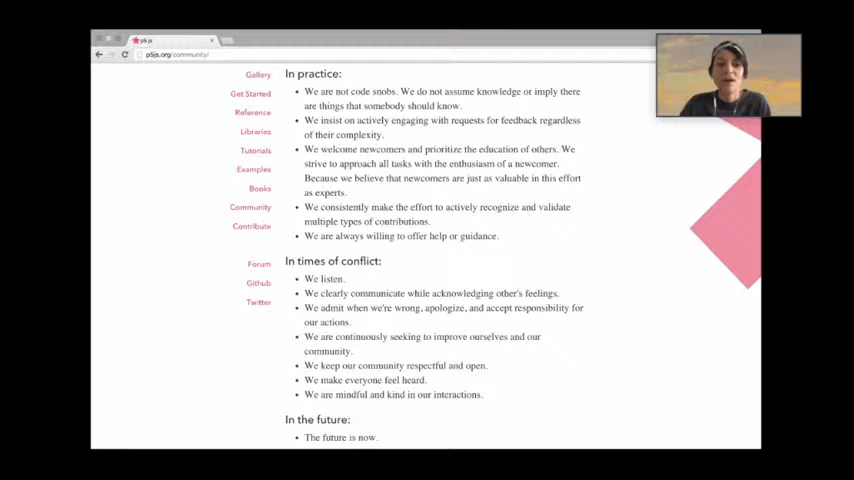 p5.js
p5js.org/community/
Gallery
Get Started
Reference
Libraries
Tutorials
Examples
Books
Community
Contribute
Forum
Github
Twitter
In practice:
• We are not code snobs. We do not assume knowledge or imply there
are things that somebody should know.
• We insist on actively engaging with requests for feedback regardless
of their complexity.
• We welcome newcomers and prioritize the education of others. We
strive to approach all tasks with the enthusiasm of a newcomer.
Because we believe that newcomers are just as valuable in this effort
as experts.
• We consistently make the effort to actively recognize and validate
multiple types of contributions.
• We are always willing to offer help or guidance.
In times of conflict:
• We listen.
• We clearly communicate while acknowledging other's feelings.
• We admit when we're wrong, apologize, and accept responsibility for
our actions.
• We are continuously seeking to improve ourselves and our
community.
• We keep our community respectful and open.
• We make everyone feel heard.
• We are mindful and kind in our interactions.
In the future:
• The future is now.